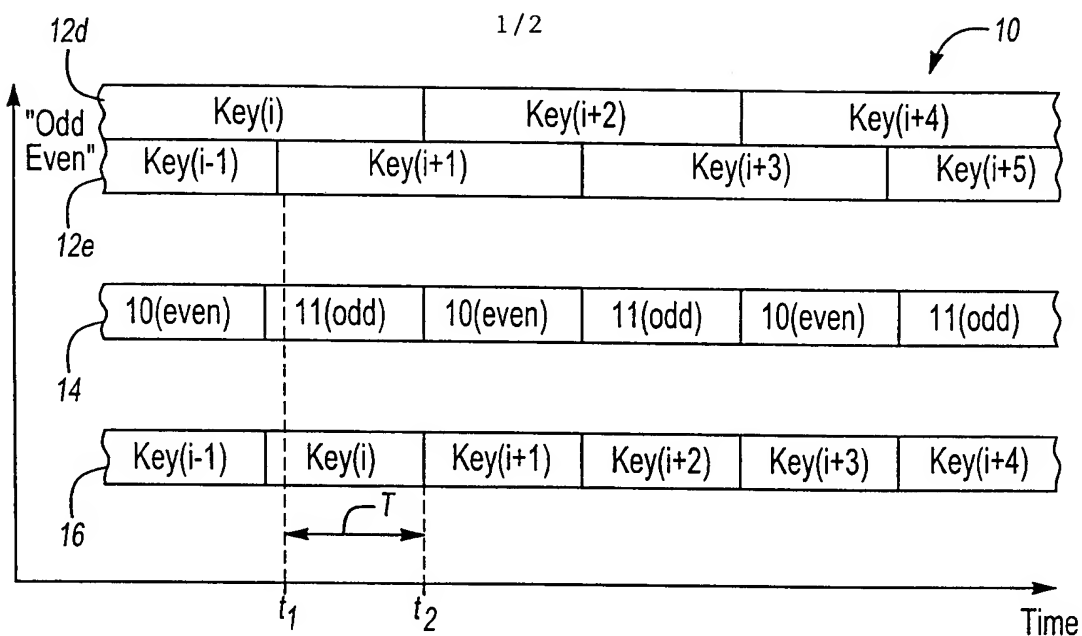 1/2
12d
10
"Odd
Even"
Key(i) Key(i+2) Key(i+4)
Key(i-1) Key(i+1) Key(i+3) Key(i+5)
12e
10(even) 11(odd) 10(even) 11(odd) 10(even) 11(odd)
14
Key(i-1) Key(i) Key(i+1) Key(i+2) Key(i+3) Key(i+4)
16
T
t1 t2 Time